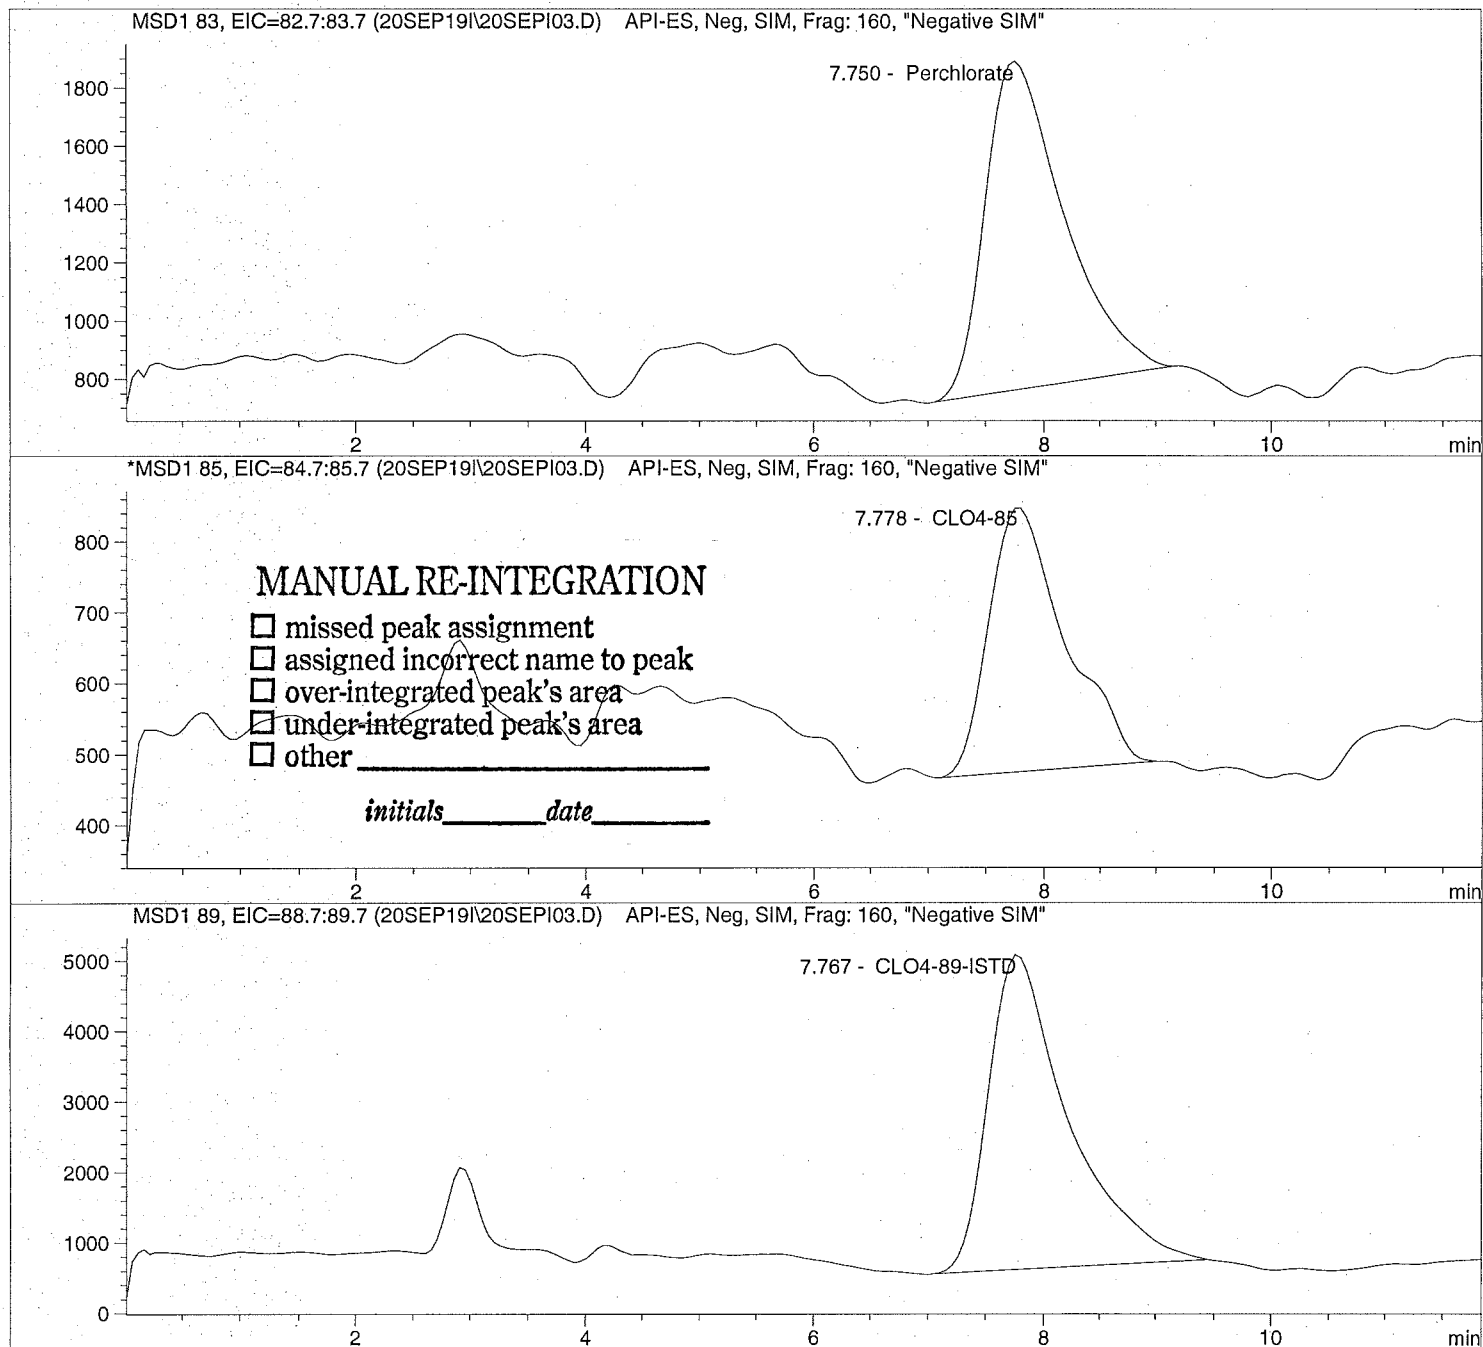 MSD1 83, EIC=82.7:83.7 (20SEP19I\20SEPI03.D) API-ES, Neg, SIM, Frag: 160, "Negative SIM"
7.750 - Perchlorate
1800
1600
1400
1200
1000
800
2 4 6 8 10 min
*MSD1 85, EIC=84.7:85.7 (20SEP19I\20SEPI03.D) API-ES, Neg, SIM, Frag: 160, "Negative SIM"
7.778 - CLO4-85
800
700
600
500
400
MANUAL RE-INTEGRATION
☐ missed peak assignment
☐ assigned incorrect name to peak
☐ over-integrated peak's area
☐ under-integrated peak's area
☐ other
initials date
2 4 6 8 10 min
MSD1 89, EIC=88.7:89.7 (20SEP19I\20SEPI03.D) API-ES, Neg, SIM, Frag: 160, "Negative SIM"
7.767 - CLO4-89-ISTD
5000
4000
3000
2000
1000
0
2 4 6 8 10 min